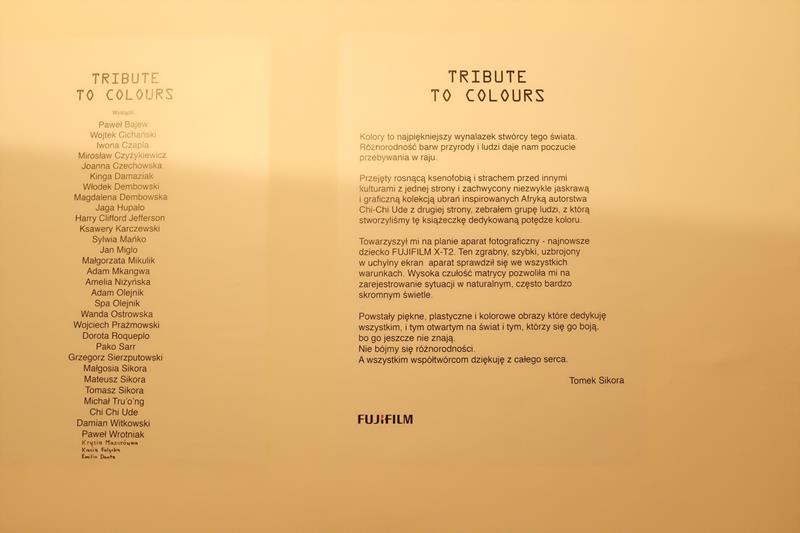 TRIBUTE
TO COLOURS
Wystąpili:
Paweł Bajew
Wojtek Cichański
Iwona Czapla
Mirosław Czyżykiewicz
Joanna Czechowska
Kinga Damaziak
Włodek Dembowski
Magdalena Dembowska
Jaga Hupało
Harry Clifford Jefferson
Ksawery Karczewski
Sylwia Mańko
Jan Miglo
Małgorzata Mikulik
Adam Mkangwa
Amelia Niżyńska
Adam Olejnik
Spa Olejnik
Wanda Ostrowska
Wojciech Prażmowski
Dorota Roqueplo
Pako Sarr
Grzegorz Sierzputowski
Małgosia Sikora
Mateusz Sikora
Tomasz Sikora
Michał Tru'o'ng
Chi Chi Ude
Damian Witkowski
Paweł Wrotniak
Krysia Mazurówna
Kasia
Emilia
TRIBUTE
TO COLOURS
Kolory to najpiękniejszy wynalazek stwórcy tego świata.
Różnorodność barw przyrody i ludzi daje nam poczucie
przebywania w raju.
Przejęty rosnącą ksenofobią i strachem przed innymi
kulturami z jednej strony i zachwycony niezwykle jaskrawą
i graficzną kolekcją ubrań inspirowanych Afryką autorstwa
Chi-Chi Ude z drugiej strony, zebrałem grupę ludzi, z którą
stworzyliśmy tę książeczkę dedykowaną potędze koloru.
Towarzyszył mi na planie aparat fotograficzny - najnowsze
dziecko FUJIFILM X-T2. Ten zgrabny, szybki, uzbrojony
w uchylny ekran aparat sprawdził się we wszystkich
warunkach. Wysoka czułość matrycy pozwoliła mi na
zarejestrowanie sytuacji w naturalnym, często bardzo
skromnym świetle.
Powstały piękne, plastyczne i kolorowe obrazy które dedykuję
wszystkim, i tym otwartym na świat i tym, którzy się go boją,
bo go jeszcze nie znają.
Nie bójmy się różnorodności.
A wszystkim współtwórcom dziękuję z całego serca.
Tomek Sikora
FUJIFILM